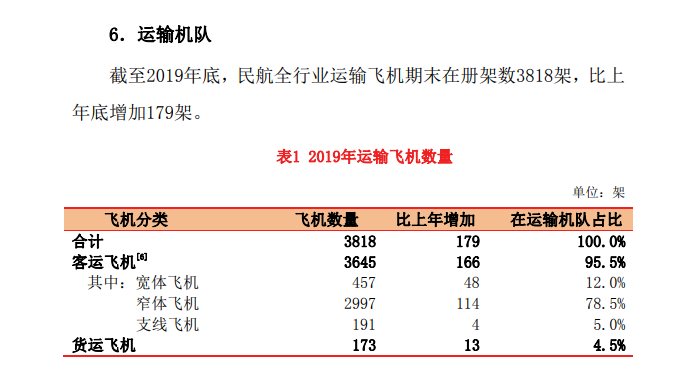 6．运输机队
截至2019年底，民航全行业运输飞机期末在册架数3818架，比上
年底增加179架。
表1 2019年运输飞机数量
单位：架
飞机分类 飞机数量 比上年增加 在运输机队占比
合计 3818 179 100.0%
客运飞机[6] 3645 166 95.5%
其中：宽体飞机 457 48 12.0%
窄体飞机 2997 114 78.5%
支线飞机 191 4 5.0%
货运飞机 173 13 4.5%